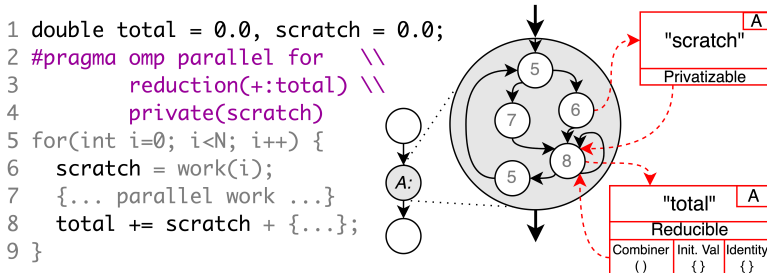 1 double total = 0.0, scratch = 0.0;
2 #pragma omp parallel for   \\
3         reduction(+:total) \\
4         private(scratch)
5 for(int i=0; i<N; i++) {
6   scratch = work(i);
7   {... parallel work ...}
8   total += scratch + {...};
9 }
A:
5
7
6
8
5
A
"scratch"
Privatizable
A
"total"
Reducible
Combiner Init. Val Identity
( ) { } { }